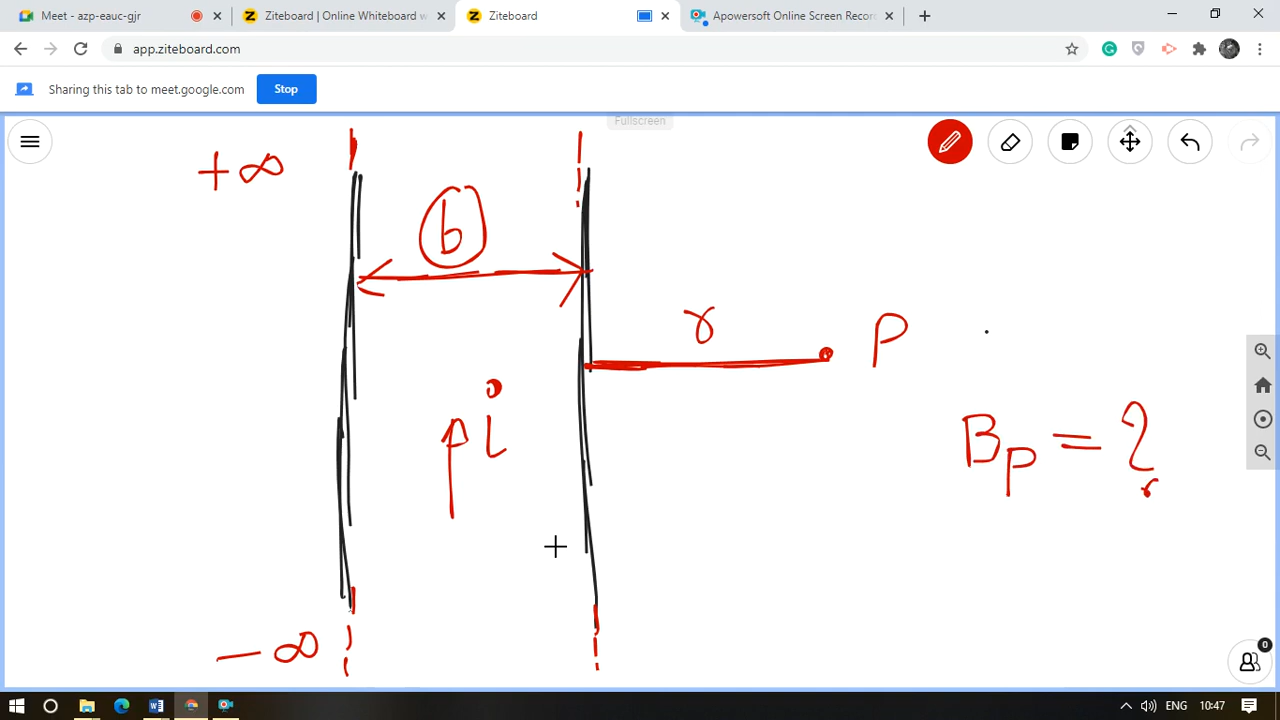 Meet - azp-eauc-gjr
Ziteboard | Online Whiteboard w
Ziteboard
Apowersoft Online Screen Recor
app.ziteboard.com
Sharing this tab to meet.google.com
Stop
Fullscreen
+∞
b
r
P
i
B_P = ?
-∞
0
ENG
10:47